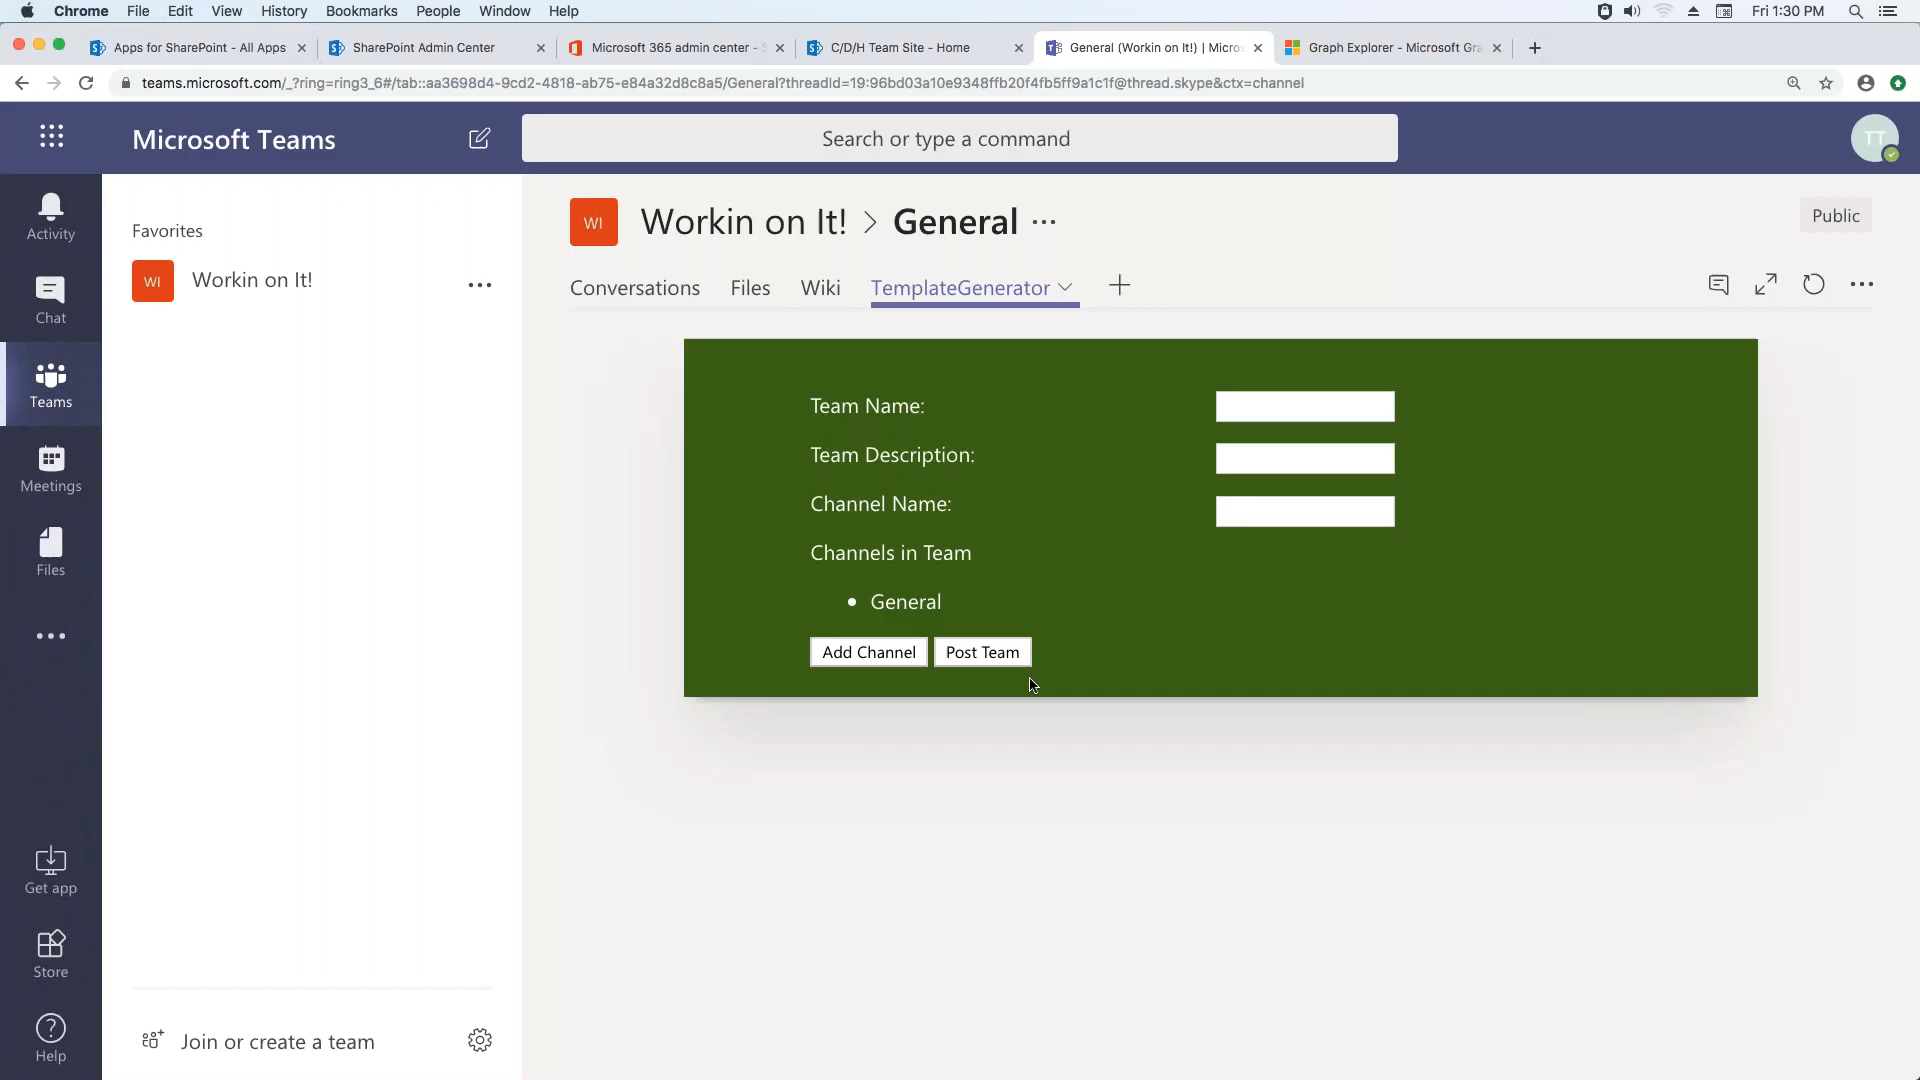 Chrome File Edit View History Bookmarks People Window Help Fri 1:30 PM
Apps for SharePoint - All Apps SharePoint Admin Center Microsoft 365 admin center - C/D/H Team Site - Home General (Workin on It!) | Micro Graph Explorer - Microsoft Gr
teams.microsoft.com/_?ring=ring3_6#/tab::aa3698d4-9cd2-4818-ab75-e84a32d8c8a5/General?threadId=19:96bd03a10e9348ffb20f4fb5ff9a1c1f@thread.skype&ctx=channel
Microsoft Teams
Search or type a command
TT
Activity
Chat
Teams
Meetings
Files
Get app
Store
Help
Favorites
WI Workin on It!
Join or create a team
WI Workin on It! > General
Public
Conversations Files Wiki TemplateGenerator
Team Name:
Team Description:
Channel Name:
Channels in Team
• General
Add Channel Post Team